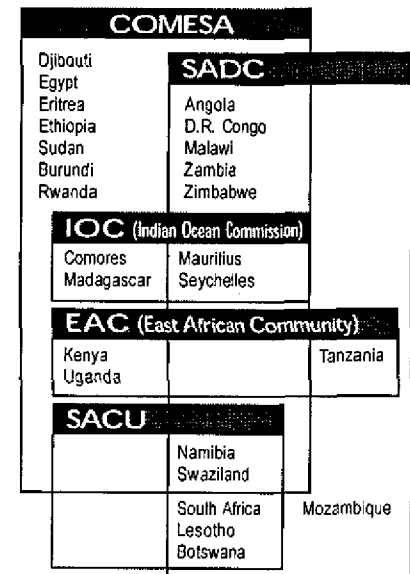 COMESA
Djibouti
Egypt
Eritrea
Ethiopia
Sudan
Burundi
Rwanda
SADC
Angola
D.R. Congo
Malawi
Zambia
Zimbabwe
IOC (Indian Ocean Commission)
Comores Mauritius
Madagascar Seychelles
EAC (East African Community)
Kenya Tanzania
Uganda
SACU
Namibia
Swaziland
South Africa Mozambique
Lesotho
Botswana